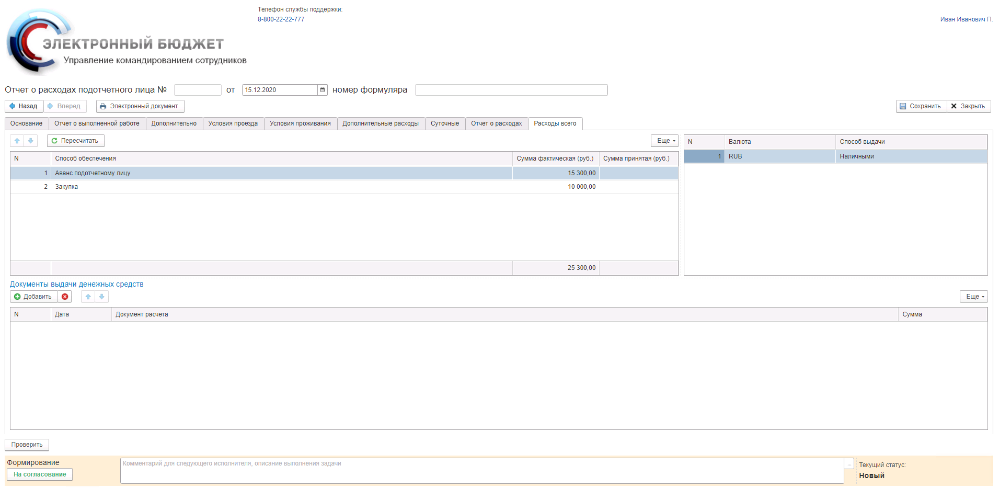 Телефон службы поддержки:
8-800-22-22-777
Иван Иванович П.
ЭЛЕКТРОННЫЙ БЮДЖЕТ
Управление командированием сотрудников
Отчет о расходах подотчетного лица № от 15.12.2020 номер формуляра
Назад Вперед Электронный документ Сохранить Закрыть
Основание Отчет о выполненной работе Дополнительно Условия проезда Условия проживания Дополнительные расходы Суточные Отчет о расходах Расходы всего
Пересчитать Еще
N Способ обеспечения Сумма фактическая (руб.) Сумма принятая (руб.)
1 Аванс подотчетному лицу 15 300,00
2 Закупка 10 000,00
25 300,00
N Валюта Способ выдачи
1 RUB Наличными
Документы выдачи денежных средств
Добавить Еще
N Дата Документ расчета Сумма
Проверить
Формирование
На согласование
Комментарий для следующего исполнителя, описание выполнения задачи
...
Текущий статус:
Новый